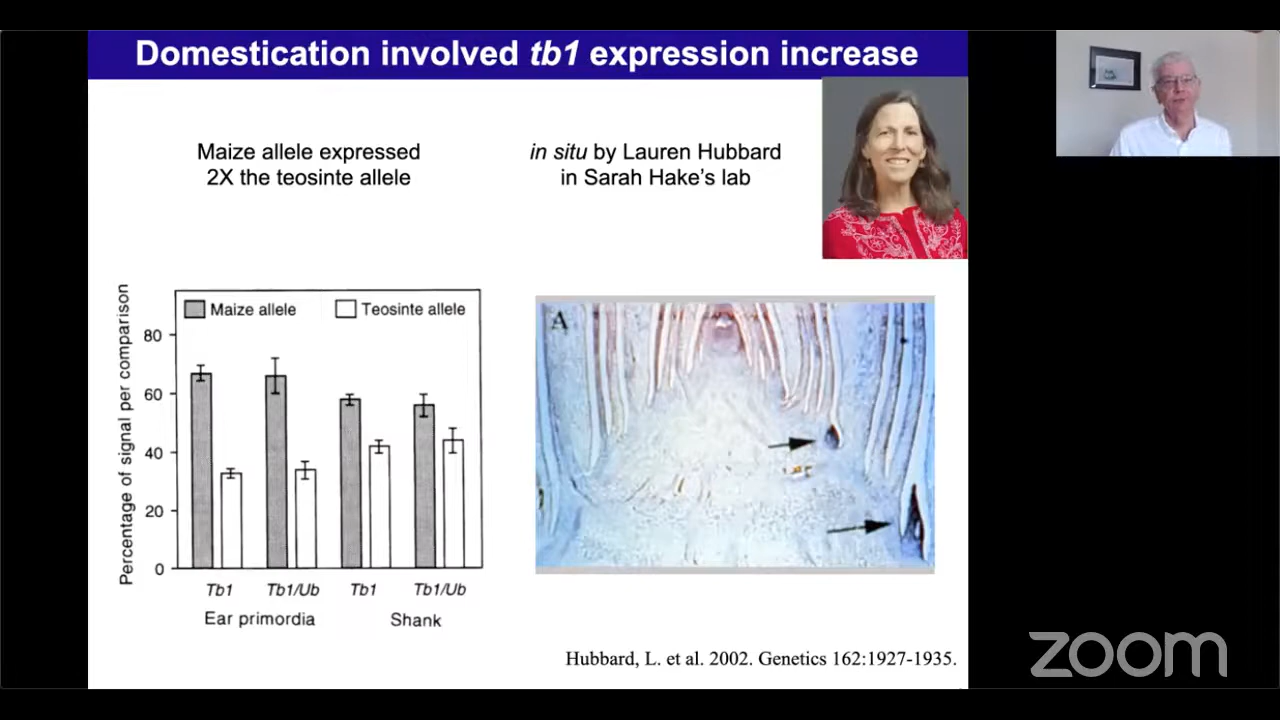 Domestication involved tb1 expression increase
Maize allele expressed
2X the teosinte allele
in situ by Lauren Hubbard
in Sarah Hake's lab
Percentage of signal per comparison
Maize allele
Teosinte allele
80
60
40
20
0
Tb1
Tb1/Ub
Tb1
Tb1/Ub
Ear primordia
Shank
A
Hubbard, L. et al. 2002. Genetics 162:1927-1935.
zoom